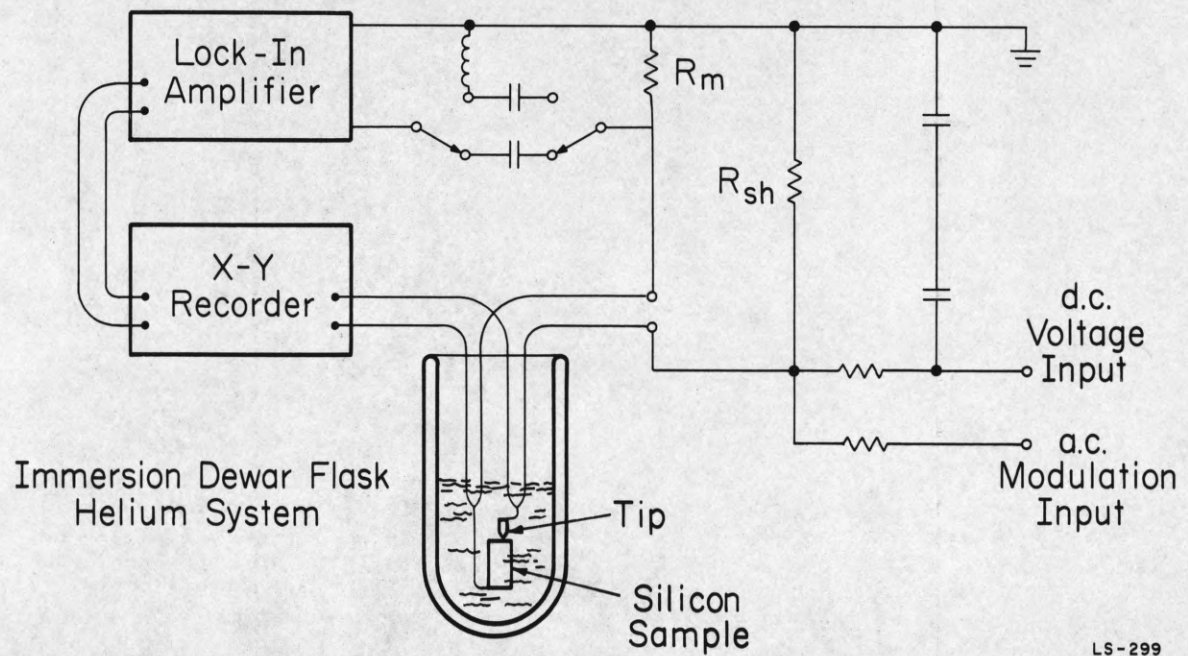 Lock-In
Amplifier
R_m
R_sh
X-Y
Recorder
d.c.
Voltage
Input
a.c.
Modulation
Input
Immersion Dewar Flask
Helium System
Tip
Silicon
Sample
LS-299